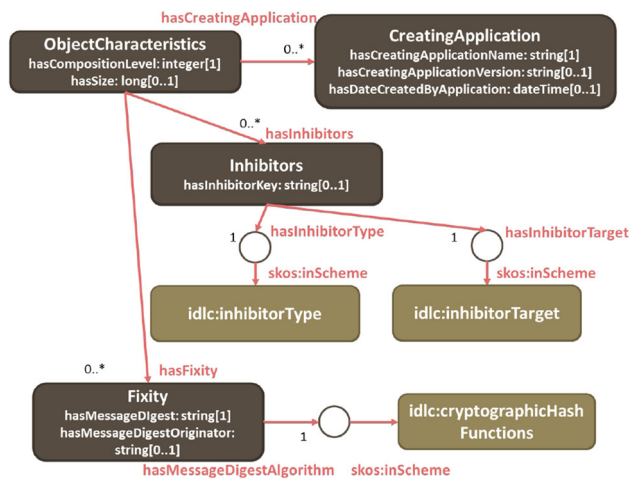 hasCreatingApplication
ObjectCharacteristics
hasCompositionLevel: integer[1]
hasSize: long[0..1]
0..*
CreatingApplication
hasCreatingApplicationName: string[1]
hasCreatingApplicationVersion: string[0..1]
hasDateCreatedByApplication: dateTime[0..1]
0..*
hasInhibitors
Inhibitors
hasInhibitorKey: string[0..1]
1
hasInhibitorType
1
hasInhibitorTarget
skos:inScheme
skos:inScheme
idlc:inhibitorType
idlc:inhibitorTarget
0..*
hasFixity
Fixity
hasMessageDIgest: string[1]
hasMessageDigestOriginator:
string[0..1]
1
idlc:cryptographicHash
Functions
hasMessageDigestAlgorithm
skos:inScheme